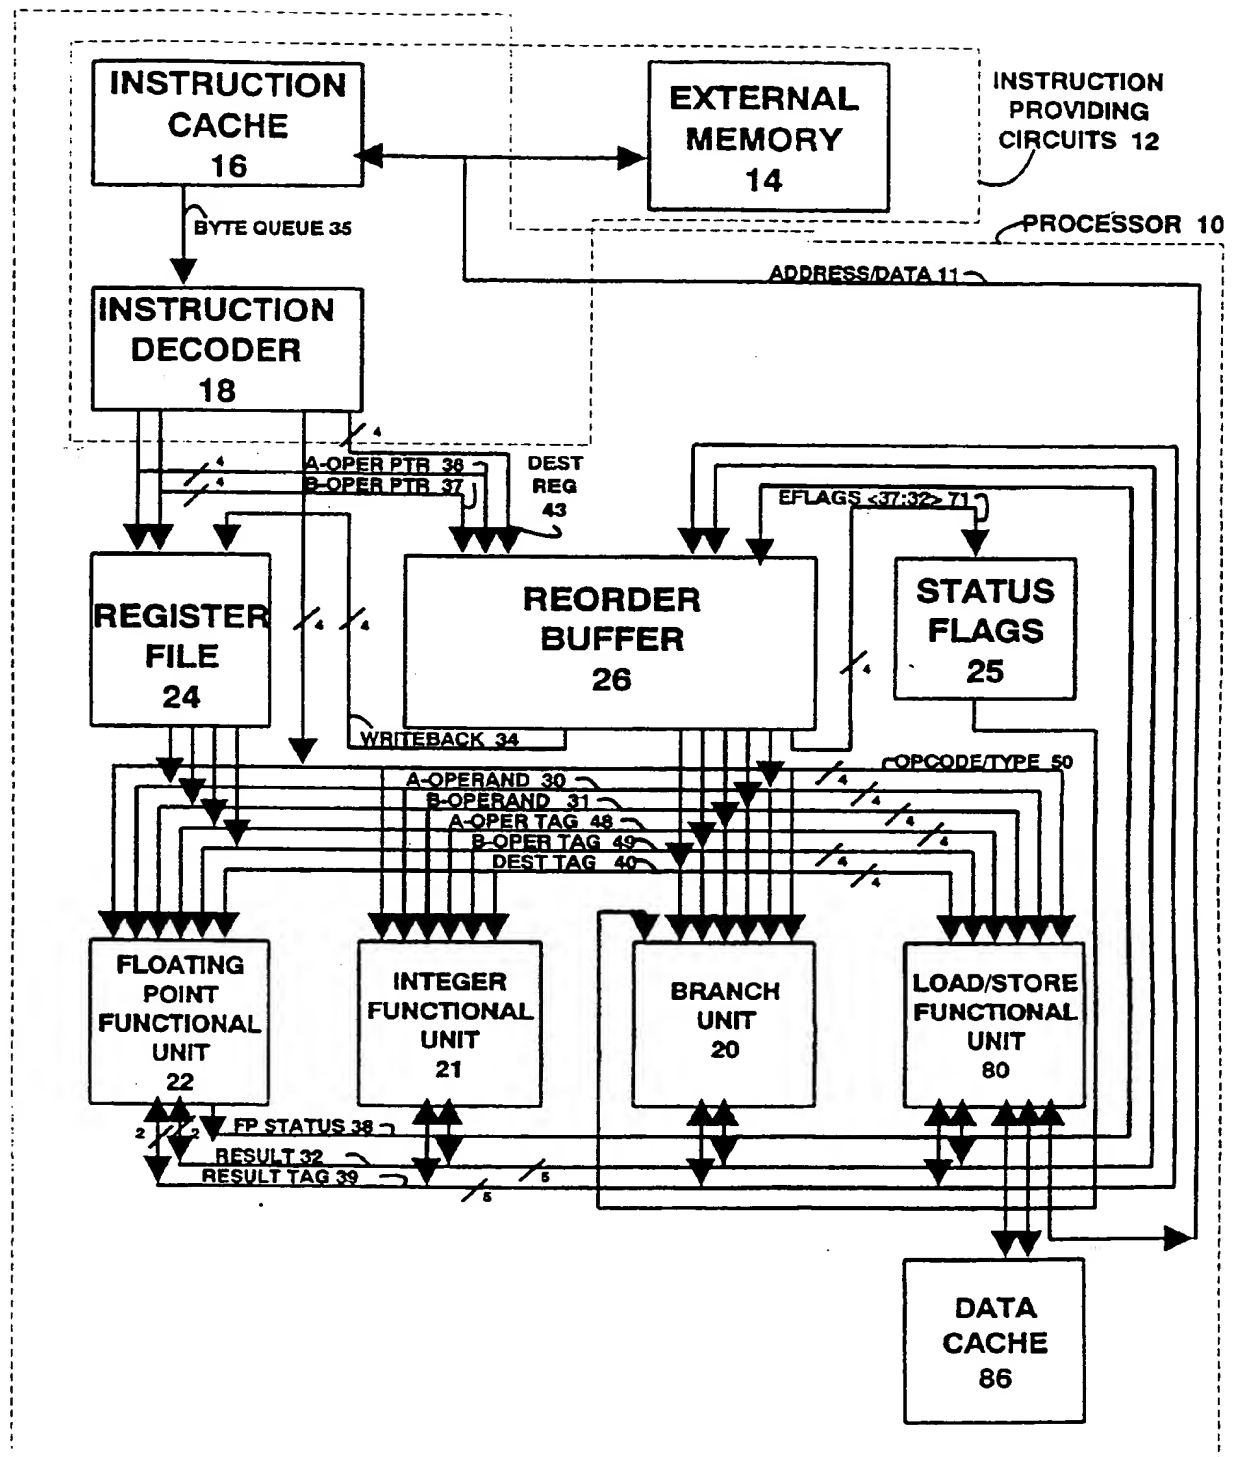 INSTRUCTION
CACHE
16
EXTERNAL
MEMORY
14
INSTRUCTION
PROVIDING
CIRCUITS 12
BYTE QUEUE 35
PROCESSOR 10
ADDRESS/DATA 11
INSTRUCTION
DECODER
18
4
A-OPER PTR 36
4
B-OPER PTR 37
4
DEST
REG
43
EFLAGS <37:32> 71
REGISTER
FILE
24
4
4
REORDER
BUFFER
26
4
STATUS
FLAGS
25
WRITEBACK 34
OPCODE/TYPE 50
4
A-OPERAND 30
4
B-OPERAND 31
4
A-OPER TAG 48
4
B-OPER TAG 49
4
DEST TAG 40
4
FLOATING
POINT
FUNCTIONAL
UNIT
22
INTEGER
FUNCTIONAL
UNIT
21
BRANCH
UNIT
20
LOAD/STORE
FUNCTIONAL
UNIT
80
2
2
FP STATUS 38
RESULT 32
5
RESULT TAG 39
5
DATA
CACHE
86